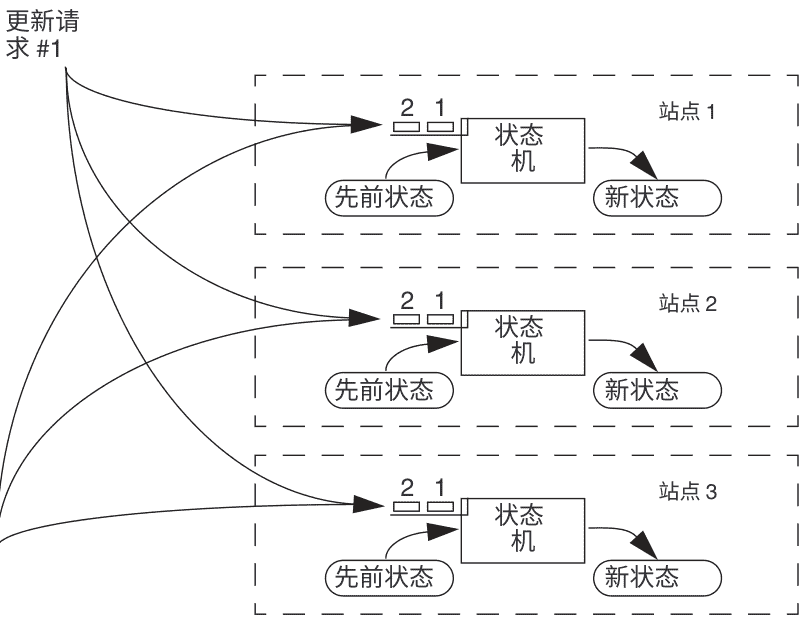 更新请
求 #1
2 1
站点 1
状态
机
先前状态
新状态
2 1
站点 2
状态
机
先前状态
新状态
2 1
站点 3
状态
机
先前状态
新状态